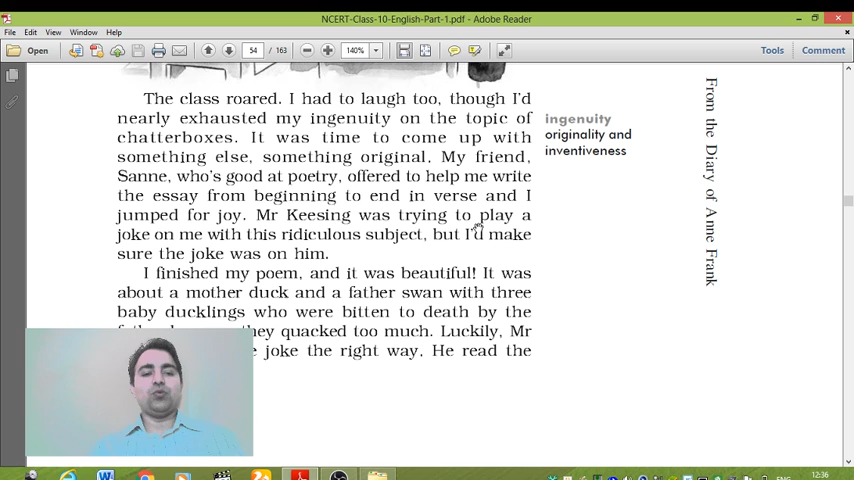 NCERT-Class-10-English-Part-1.pdf - Adobe Reader
File Edit View Window Help
Open 54 / 163 140% Tools Comment
The class roared. I had to laugh too, though I'd
nearly exhausted my ingenuity on the topic of
chatterboxes. It was time to come up with
something else, something original. My friend,
Sanne, who's good at poetry, offered to help me write
the essay from beginning to end in verse and I
jumped for joy. Mr Keesing was trying to play a
joke on me with this ridiculous subject, but I'd make
sure the joke was on him.
I finished my poem, and it was beautiful! It was
about a mother duck and a father swan with three
baby ducklings who were bitten to death by the
they quacked too much. Luckily, Mr
joke the right way. He read the
ingenuity
originality and
inventiveness
From the Diary of Anne Frank
ENG 12:36